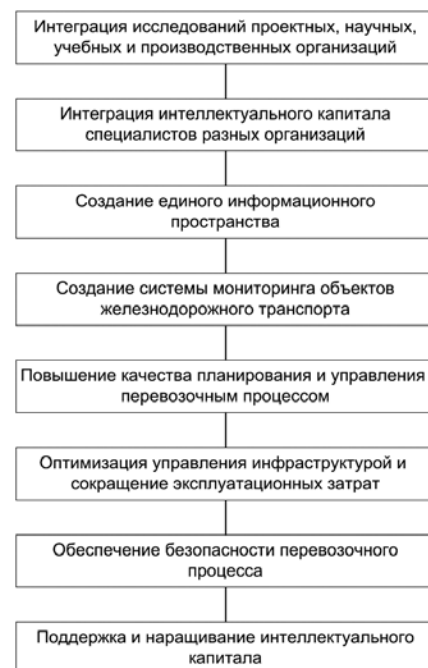 Интеграция исследований проектных, научных,
учебных и производственных организаций
Интеграция интеллектуального капитала
специалистов разных организаций
Создание единого информационного
пространства
Создание системы мониторинга объектов
железнодорожного транспорта
Повышение качества планирования и управления
перевозочным процессом
Оптимизация управления инфраструктурой и
сокращение эксплуатационных затрат
Обеспечение безопасности перевозочного
процесса
Поддержка и наращивание интеллектуального
капитала